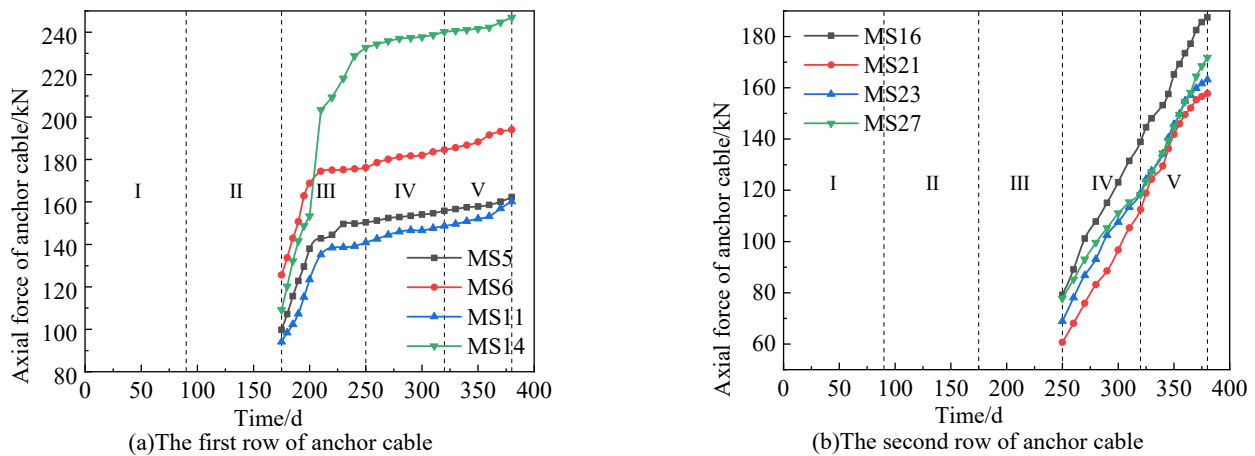 Axial force of anchor cable/kN
240
220
200
180
160
140
120
100
80
I
II
III
IV
V
MS5
MS6
MS11
MS14
0 50 100 150 200 250 300 350 400
Time/d
(a)The first row of anchor cable
Axial force of anchor cable/kN
180
160
140
120
100
80
60
MS16
MS21
MS23
MS27
I
II
III
IV
V
0 50 100 150 200 250 300 350 400
Time/d
(b)The second row of anchor cable